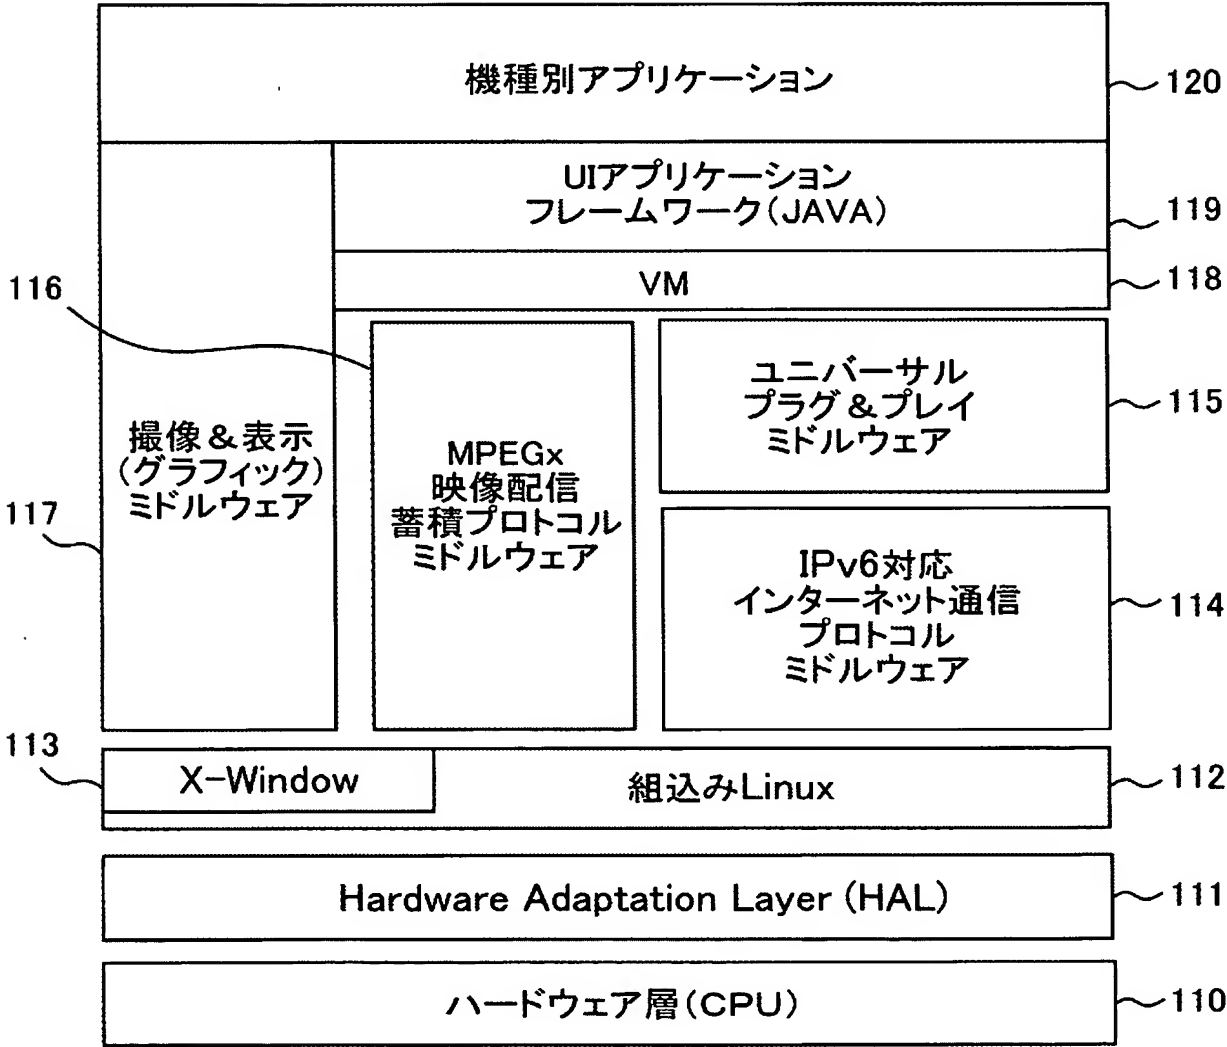 機種別アプリケーション
120
UIアプリケーション
フレームワーク(JAVA)
119
VM
118
116
ユニバーサル
プラグ&プレイ
ミドルウェア
115
撮像&表示
(グラフィック)
ミドルウェア
117
MPEGx
映像配信
蓄積プロトコル
ミドルウェア
IPv6対応
インターネット通信
プロトコル
ミドルウェア
114
113
X-Window
組込みLinux
112
Hardware Adaptation Layer (HAL)
111
ハードウェア層(CPU)
110